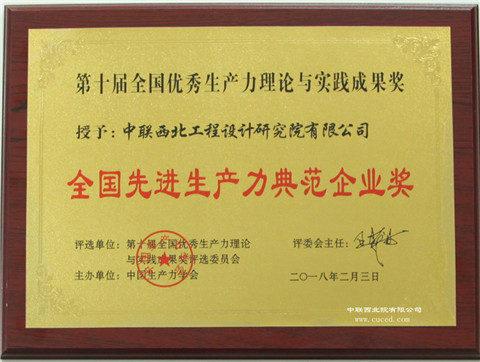 第十届全国优秀生产力理论与实践成果奖
授予：中联西北工程设计研究院有限公司
全国先进生产力典范企业奖
评选单位：第十届全国优秀生产力理论
与实践成果奖评选委员会
主办单位：中国生产力学会
评委会主任：
二〇一八年二月三日
中联西北院有限公司
www.cuced.com